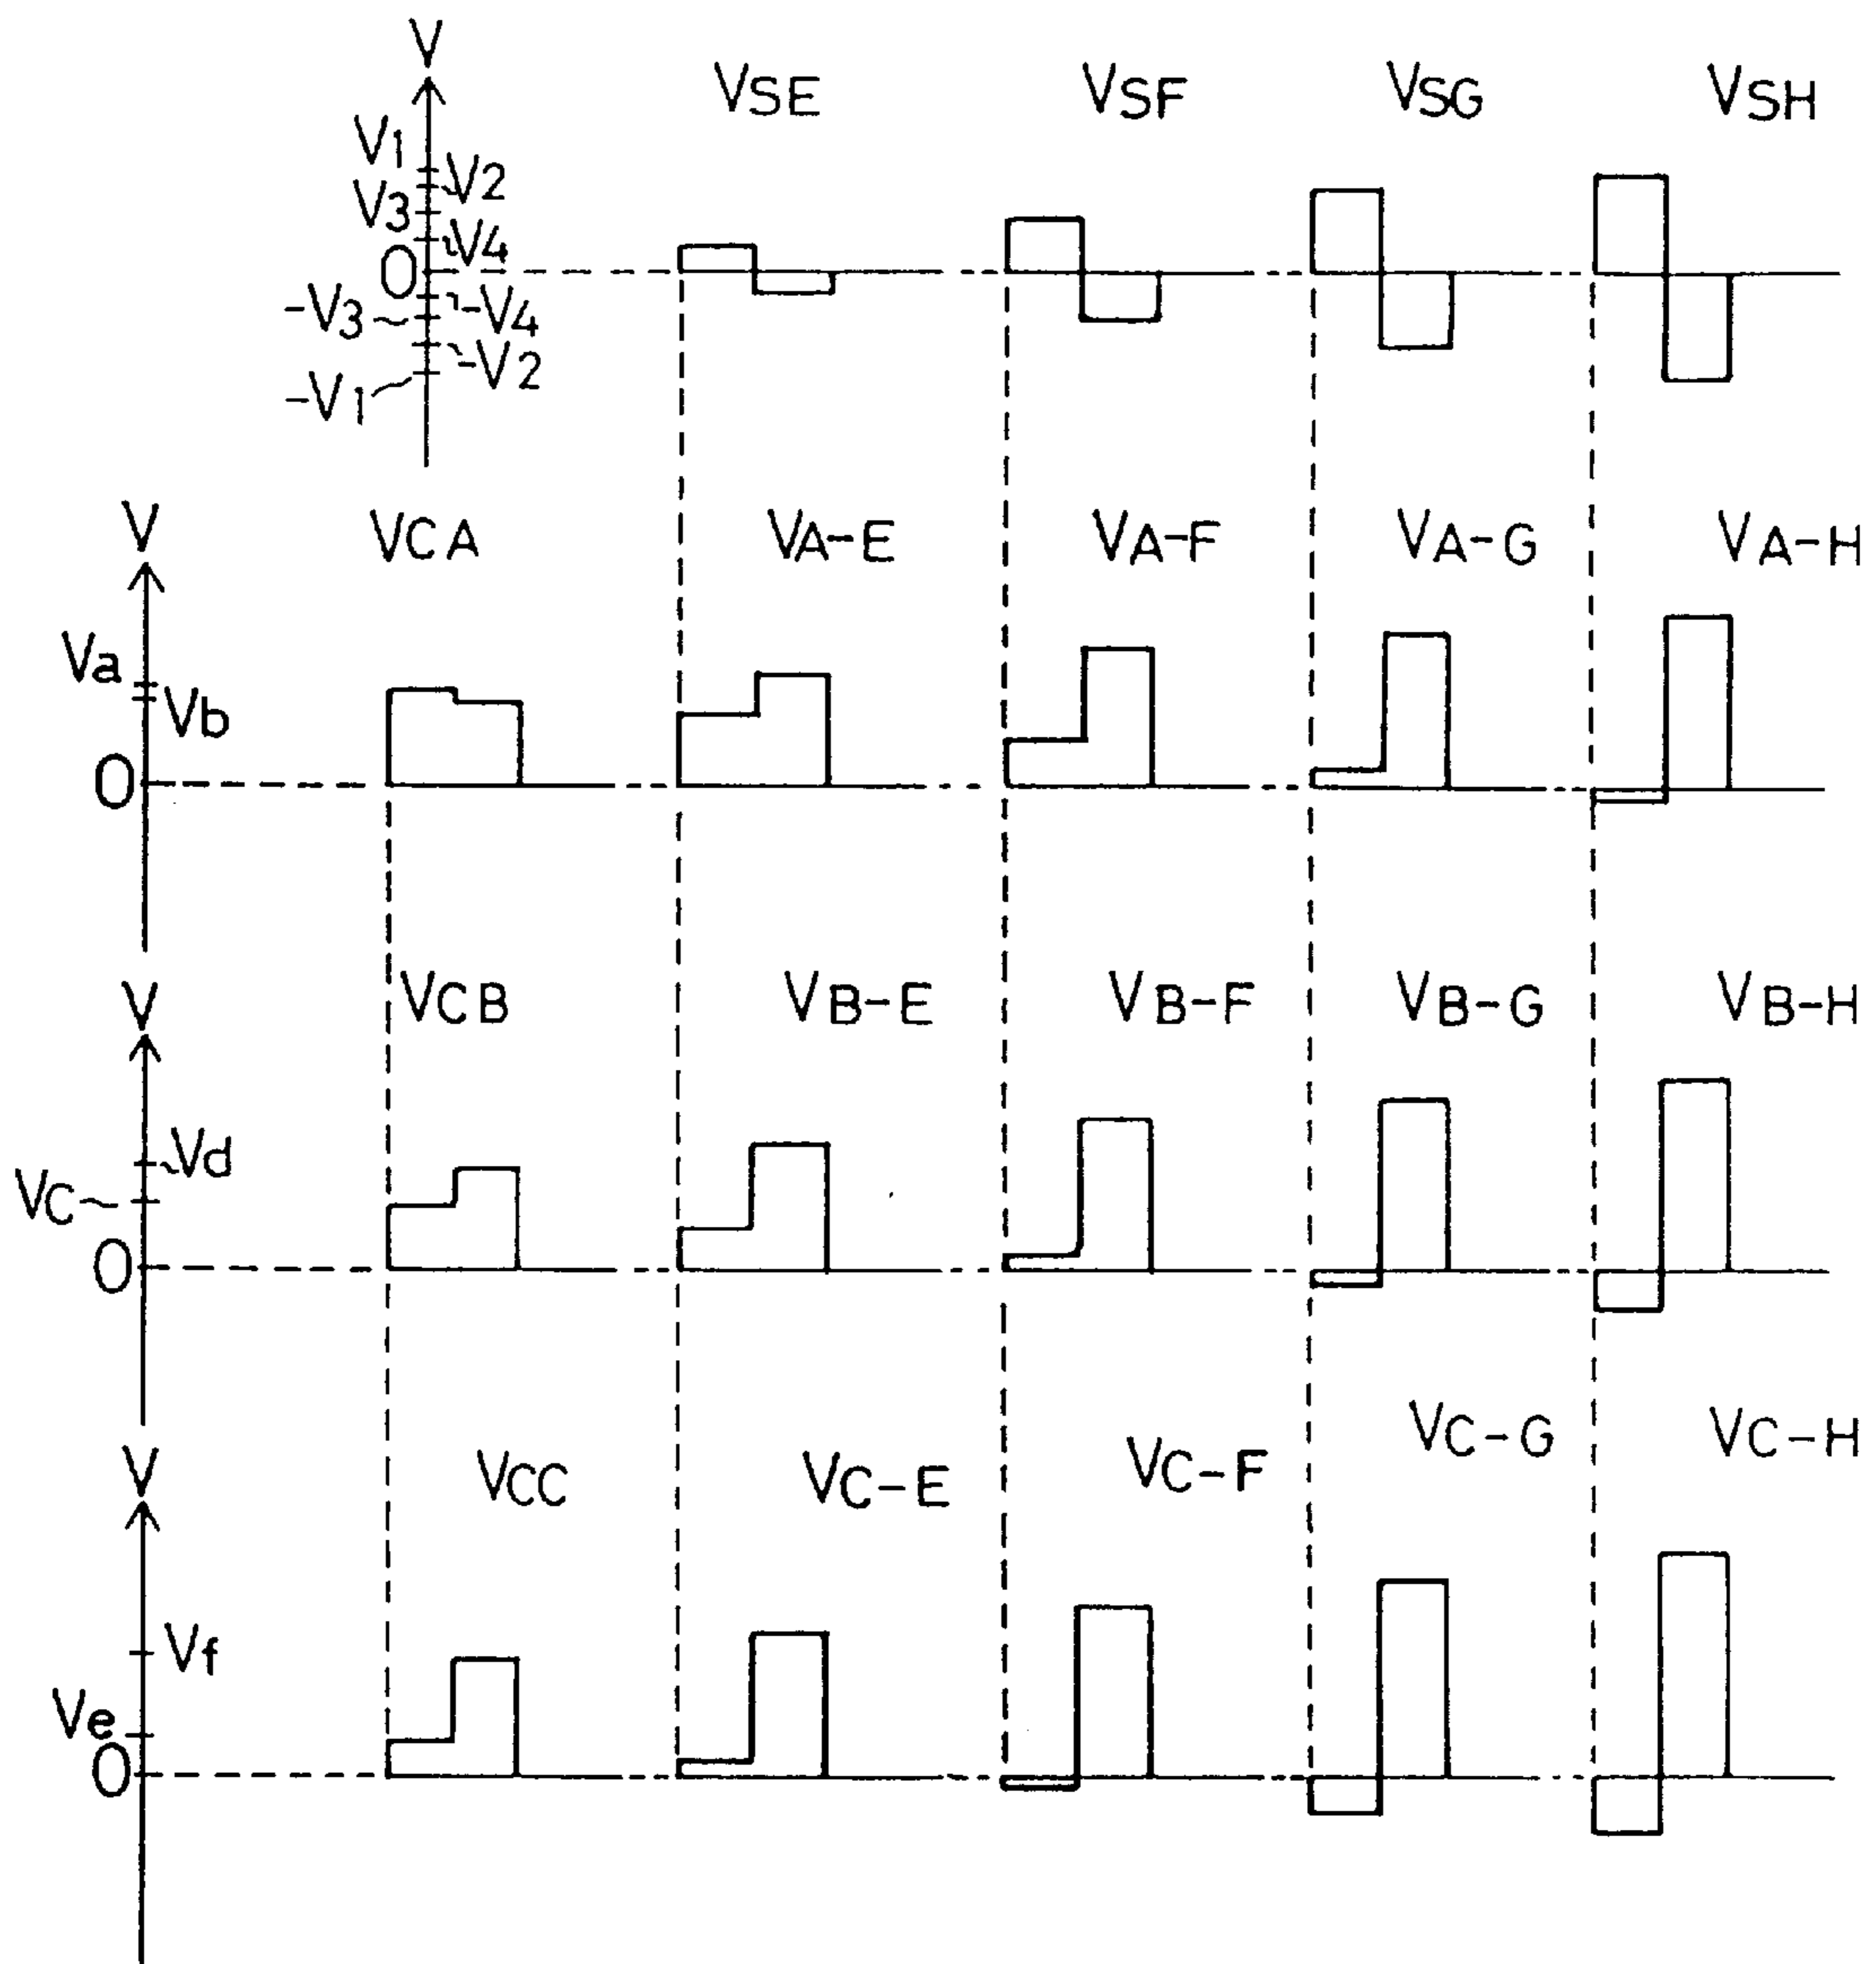 V
VSE VSF VSG VSH
V1
V2
V3
V4
0
-V3
-V4
-V2
-V1
V
VCA VA-E VA-F VA-G VA-H
Va
Vb
0
V
VCB VB-E VB-F VB-G VB-H
Vd
VC
0
V
VCC VC-E VC-F VC-G VC-H
Vf
Ve
0